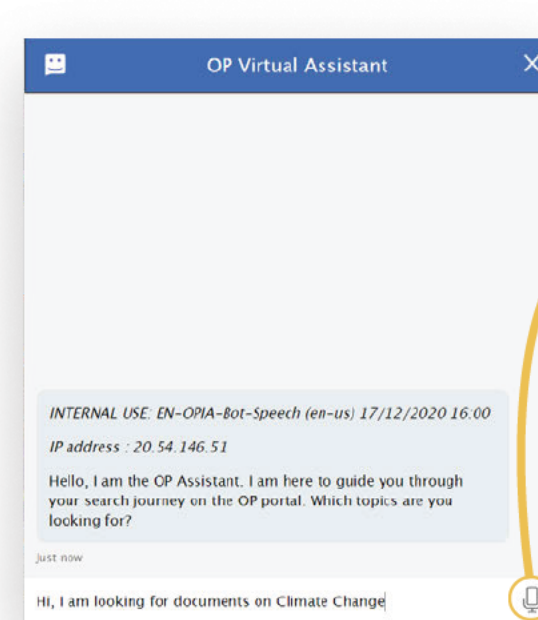 OP Virtual Assistant
INTERNAL USE: EN-OPIA-Bot-Speech (en-us) 17/12/2020 16:00
IP address : 20.54.146.51
Hello, I am the OP Assistant. I am here to guide you through
your search journey on the OP portal. Which topics are you
looking for?
Just now
Hi, I am looking for documents on Climate Change